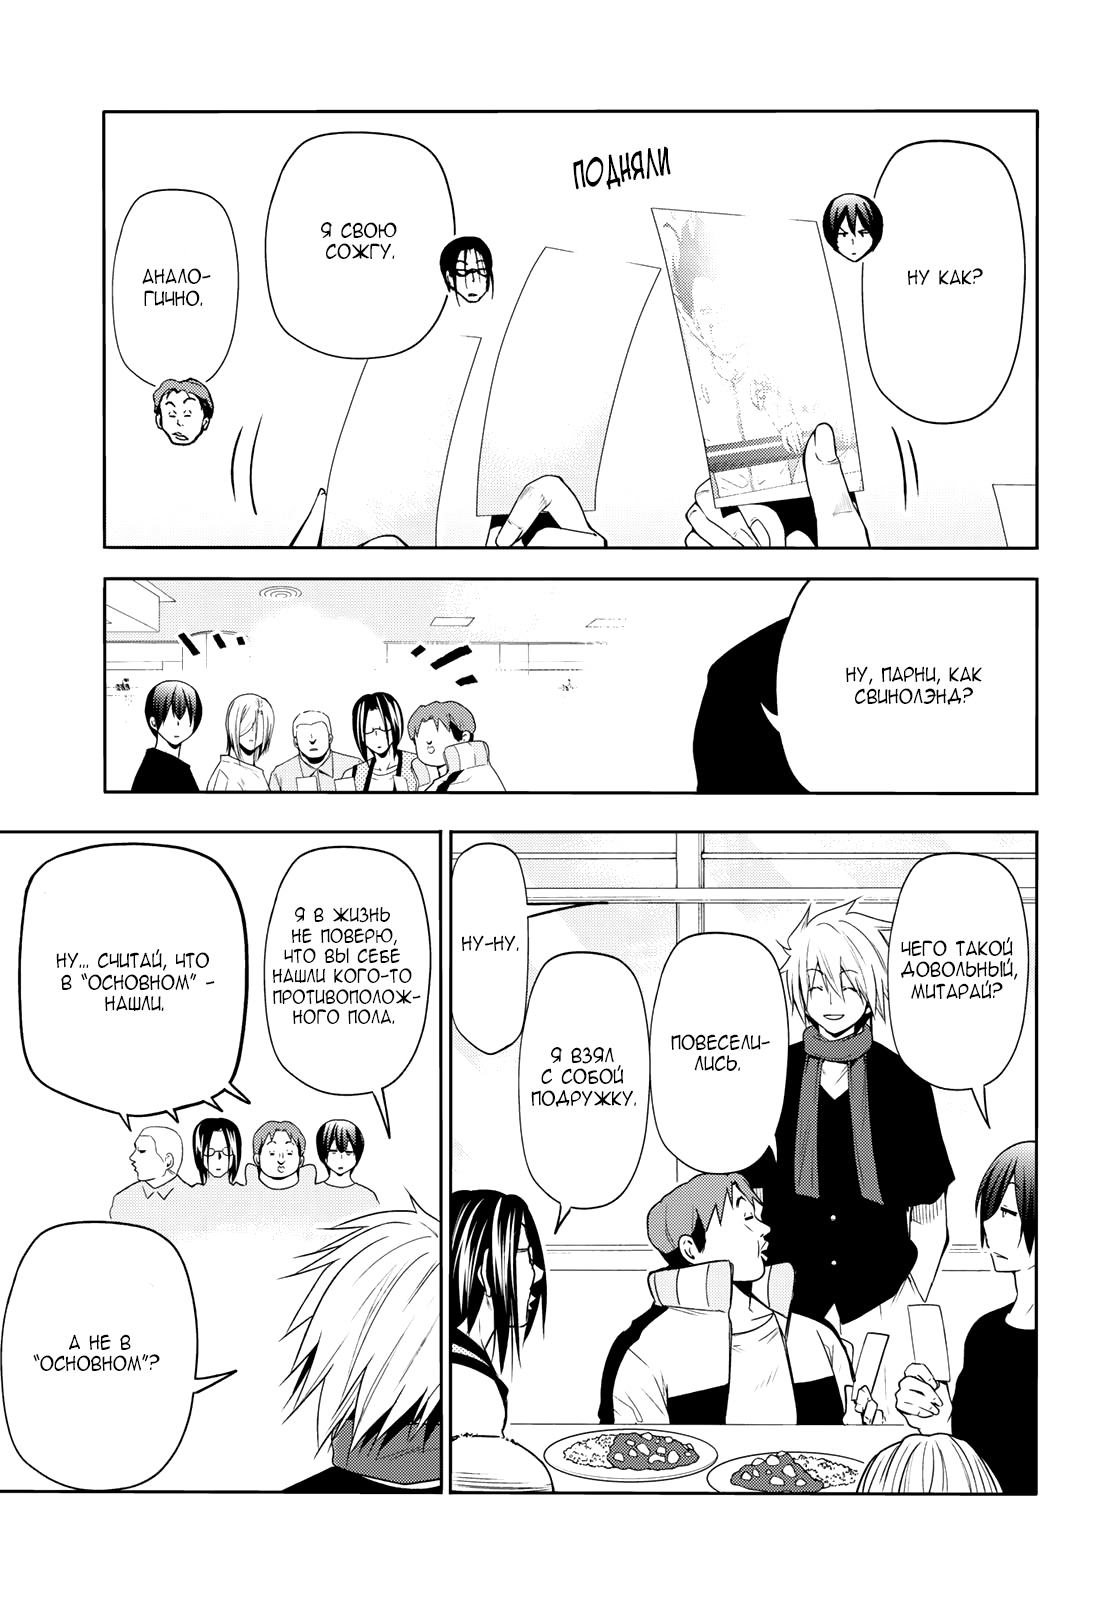 НУ КАК?
ПОДНЯЛИ
Я СВОЮ
СОЖГУ.
АНАЛО-
ГИЧНО.
НУ, ПАРНИ, КАК
СВИНОЛЭНД?
ЧЕГО ТАКОЙ
ДОВОЛЬНЫЙ,
МИТАРАЙ?
ПОВЕСЕЛИ-
ЛИСЬ.
Я ВЗЯЛ
С СОБОЙ
ПОДРУЖКУ.
НУ-НУ.
Я В ЖИЗНЬ
НЕ ПОВЕРЮ,
ЧТО ВЫ СЕБЕ
НАШЛИ КОГО-ТО
ПРОТИВОПОЛОЖ-
НОГО ПОЛА.
НУ... СЧИТАЙ, ЧТО
В "ОСНОВНОМ" -
НАШЛИ.
А НЕ В
"ОСНОВНОМ"?